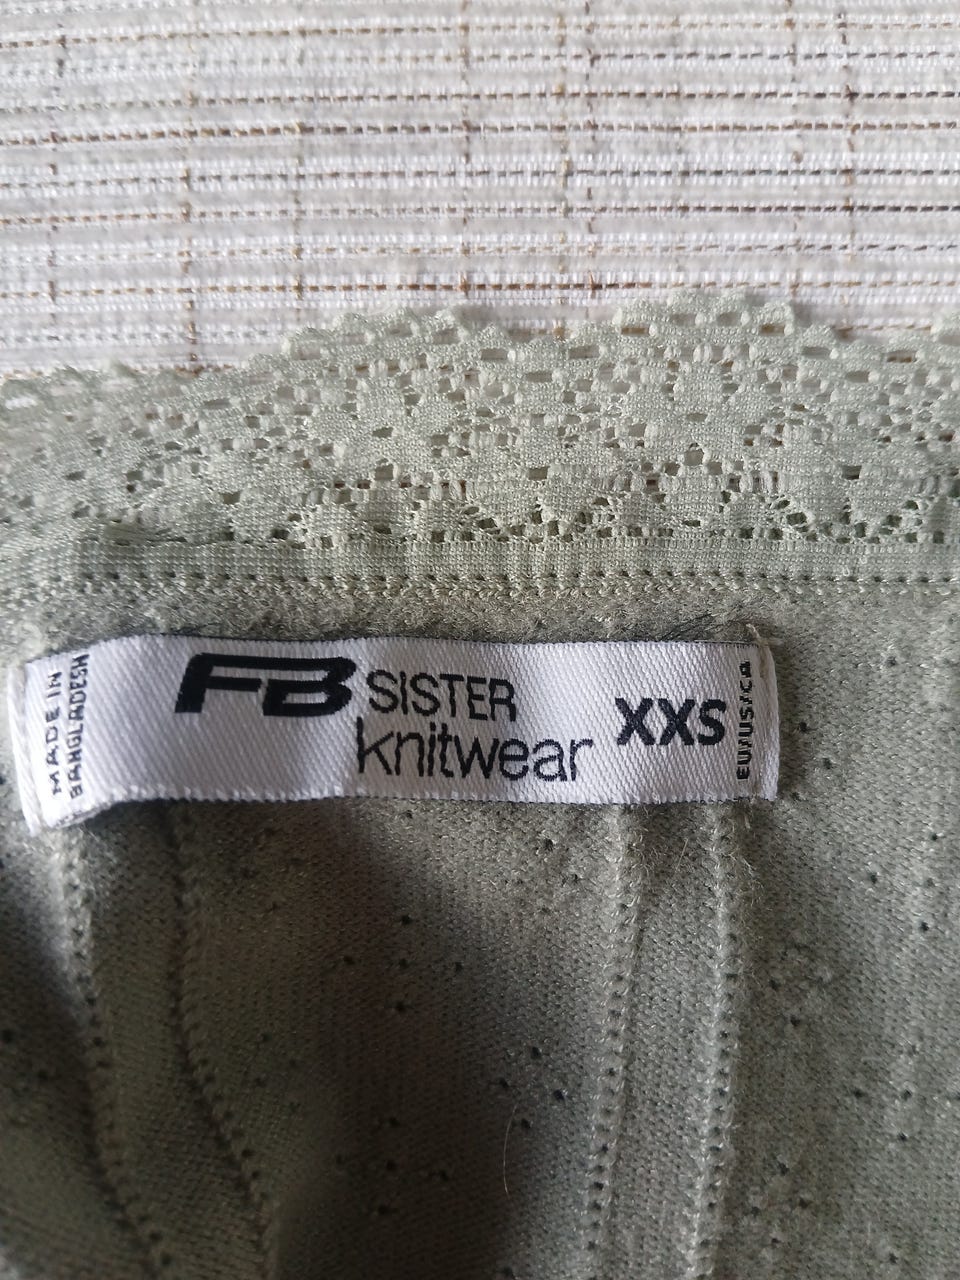 MADE IN
BANGLADESH
FB SISTER
knitwear
XXS
EU/US/CA